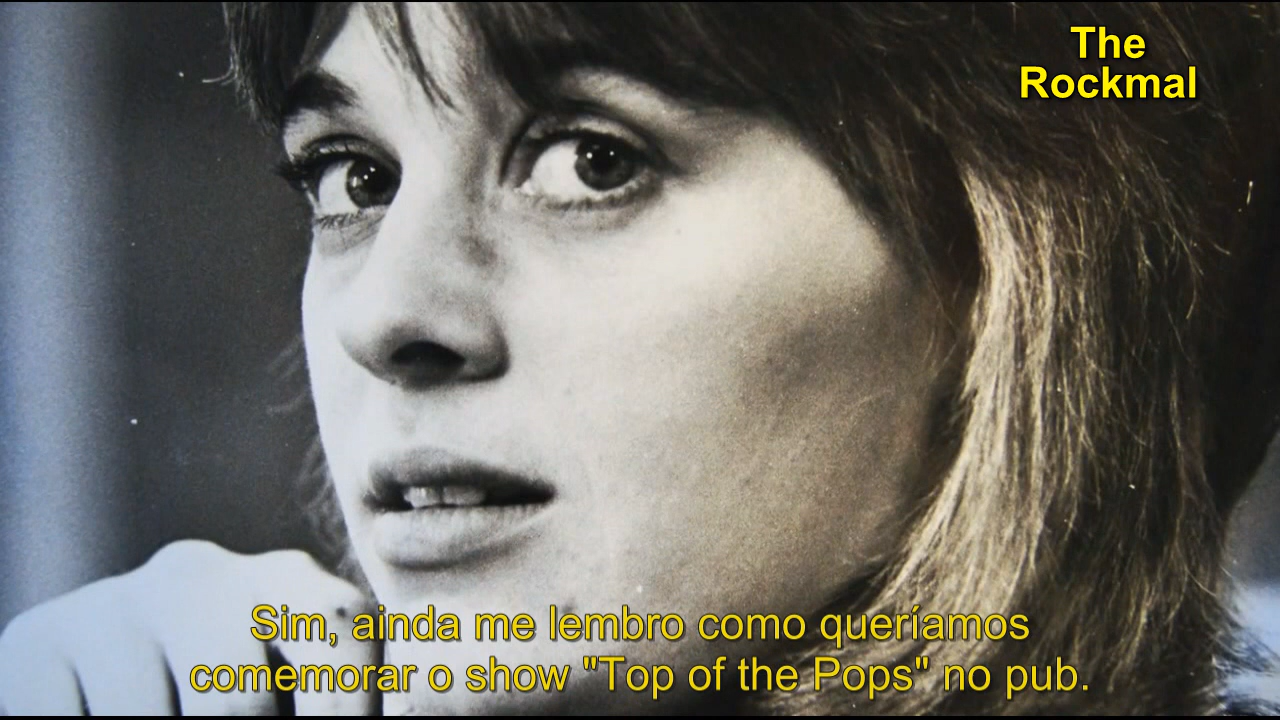 The
Rockmal
Sim, ainda me lembro como queríamos
comemorar o show "Top of the Pops" no pub.